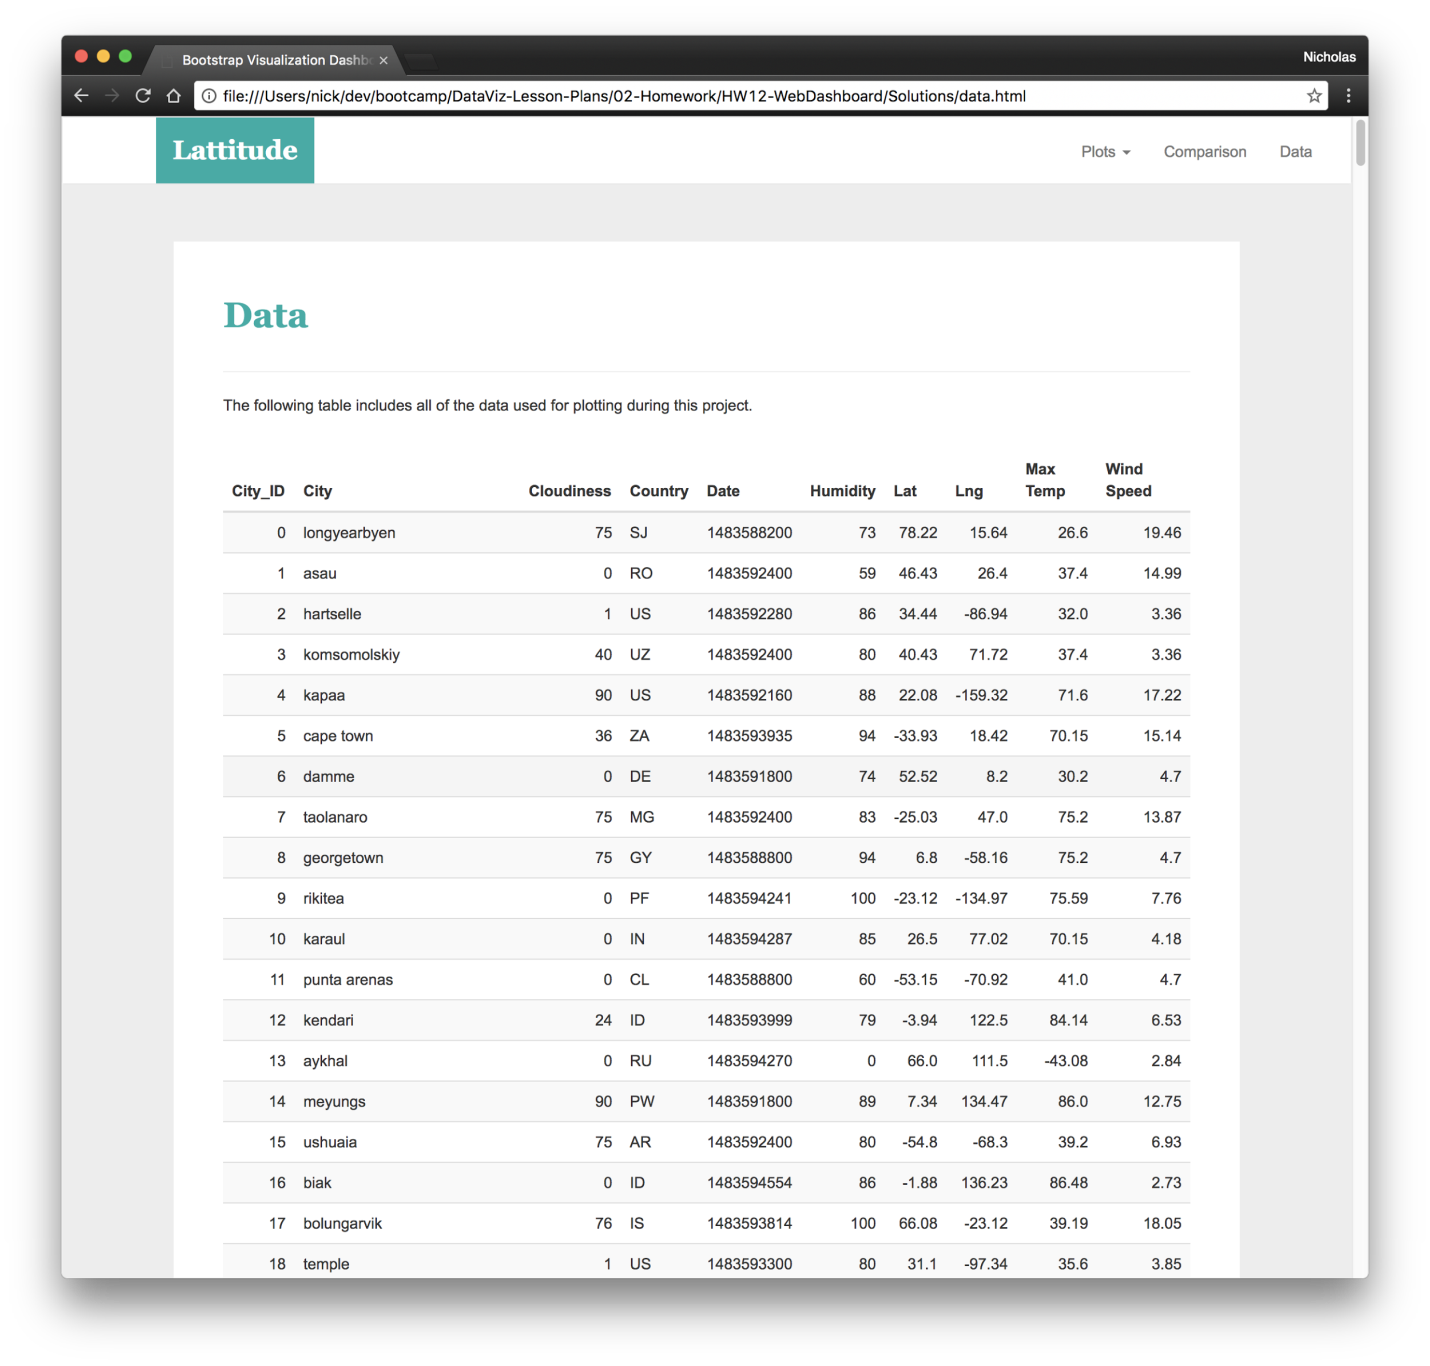 Bootstrap Visualization Dashb
Nicholas
file:///Users/nick/dev/bootcamp/DataViz-Lesson-Plans/02-Homework/HW12-WebDashboard/Solutions/data.html
Lattitude Plots Comparison Data
Data
The following table includes all of the data used for plotting during this project.
City_ID City Cloudiness Country Date Humidity Lat Lng Max Temp Wind Speed
0 longyearbyen 75 SJ 1483588200 73 78.22 15.64 26.6 19.46
1 asau 0 RO 1483592400 59 46.43 26.4 37.4 14.99
2 hartselle 1 US 1483592280 86 34.44 -86.94 32.0 3.36
3 komsomolskiy 40 UZ 1483592400 80 40.43 71.72 37.4 3.36
4 kapaa 90 US 1483592160 88 22.08 -159.32 71.6 17.22
5 cape town 36 ZA 1483593935 94 -33.93 18.42 70.15 15.14
6 damme 0 DE 1483591800 74 52.52 8.2 30.2 4.7
7 taolanaro 75 MG 1483592400 83 -25.03 47.0 75.2 13.87
8 georgetown 75 GY 1483588800 94 6.8 -58.16 75.2 4.7
9 rikitea 0 PF 1483594241 100 -23.12 -134.97 75.59 7.76
10 karaul 0 IN 1483594287 85 26.5 77.02 70.15 4.18
11 punta arenas 0 CL 1483588800 60 -53.15 -70.92 41.0 4.7
12 kendari 24 ID 1483593999 79 -3.94 122.5 84.14 6.53
13 aykhal 0 RU 1483594270 0 66.0 111.5 -43.08 2.84
14 meyungs 90 PW 1483591800 89 7.34 134.47 86.0 12.75
15 ushuaia 75 AR 1483592400 80 -54.8 -68.3 39.2 6.93
16 biak 0 ID 1483594554 86 -1.88 136.23 86.48 2.73
17 bolungarvik 76 IS 1483593814 100 66.08 -23.12 39.19 18.05
18 temple 1 US 1483593300 80 31.1 -97.34 35.6 3.85